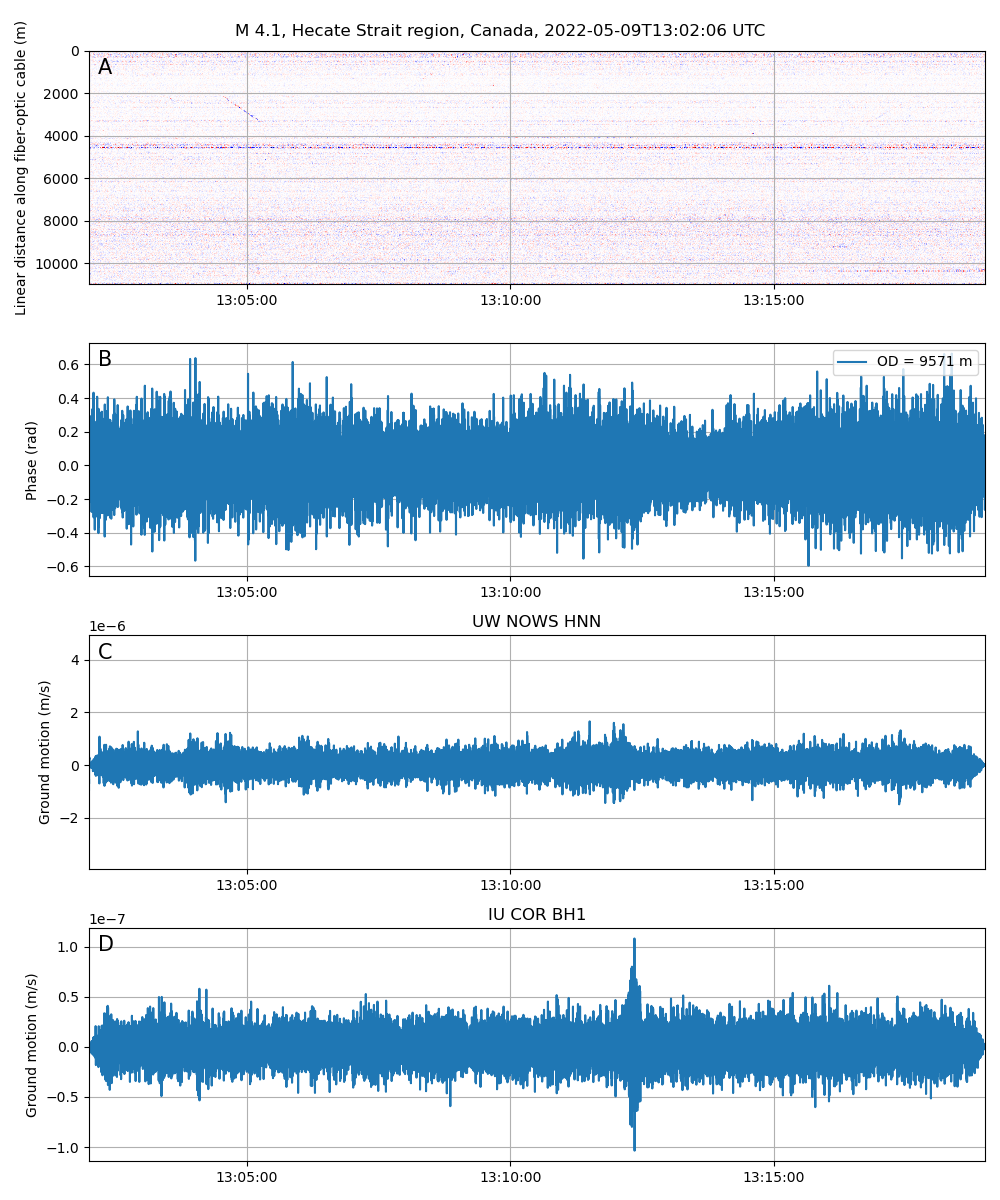 M 4.1, Hecate Strait region, Canada, 2022-05-09T13:02:06 UTC
A
Linear distance along fiber-optic cable (m)
0
2000
4000
6000
8000
10000
13:05:00 13:10:00 13:15:00
B
OD = 9571 m
Phase (rad)
0.6
0.4
0.2
0.0
−0.2
−0.4
−0.6
13:05:00 13:10:00 13:15:00
UW NOWS HNN
1e−6
C
Ground motion (m/s)
4
2
0
−2
13:05:00 13:10:00 13:15:00
IU COR BH1
1e−7
D
Ground motion (m/s)
1.0
0.5
0.0
−0.5
−1.0
13:05:00 13:10:00 13:15:00